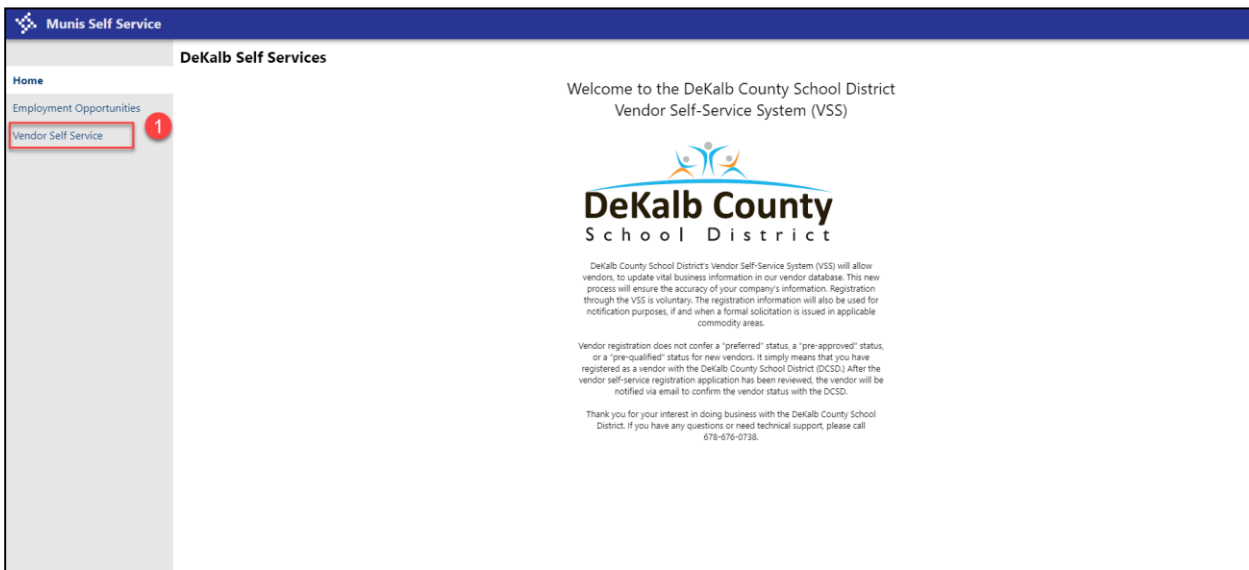 Munis Self Service
DeKalb Self Services
Home
Employment Opportunities
Vendor Self Service
1
Welcome to the DeKalb County School District
Vendor Self-Service System (VSS)
DeKalb County
School District
DeKalb County School District's Vendor Self-Service System (VSS) will allow
vendors, to update vital business information in our vendor database. This new
process will ensure the accuracy of your company's information. Registration
through the VSS is voluntary. The registration information will also be used for
notification purposes, if and when a formal solicitation is issued in applicable
commodity areas.
Vendor registration does not confer a "preferred" status, a "pre-approved" status,
or a "pre-qualified" status for new vendors. It simply means that you have
registered as a vendor with the DeKalb County School District (DCSD.) After the
vendor self-service registration application has been reviewed, the vendor will be
notified via email to confirm the vendor status with the DCSD.
Thank you for your interest in doing business with the DeKalb County School
District. If you have any questions or need technical support, please call
678-676-0738.